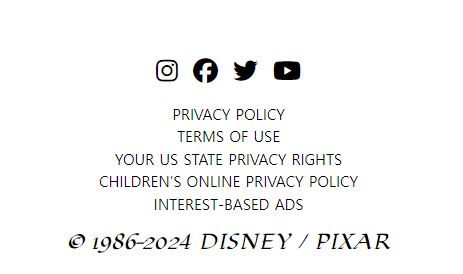 PRIVACY POLICY
TERMS OF USE
YOUR US STATE PRIVACY RIGHTS
CHILDREN’S ONLINE PRIVACY POLICY
INTEREST-BASED ADS
© 1986-2024 DISNEY / PIXAR